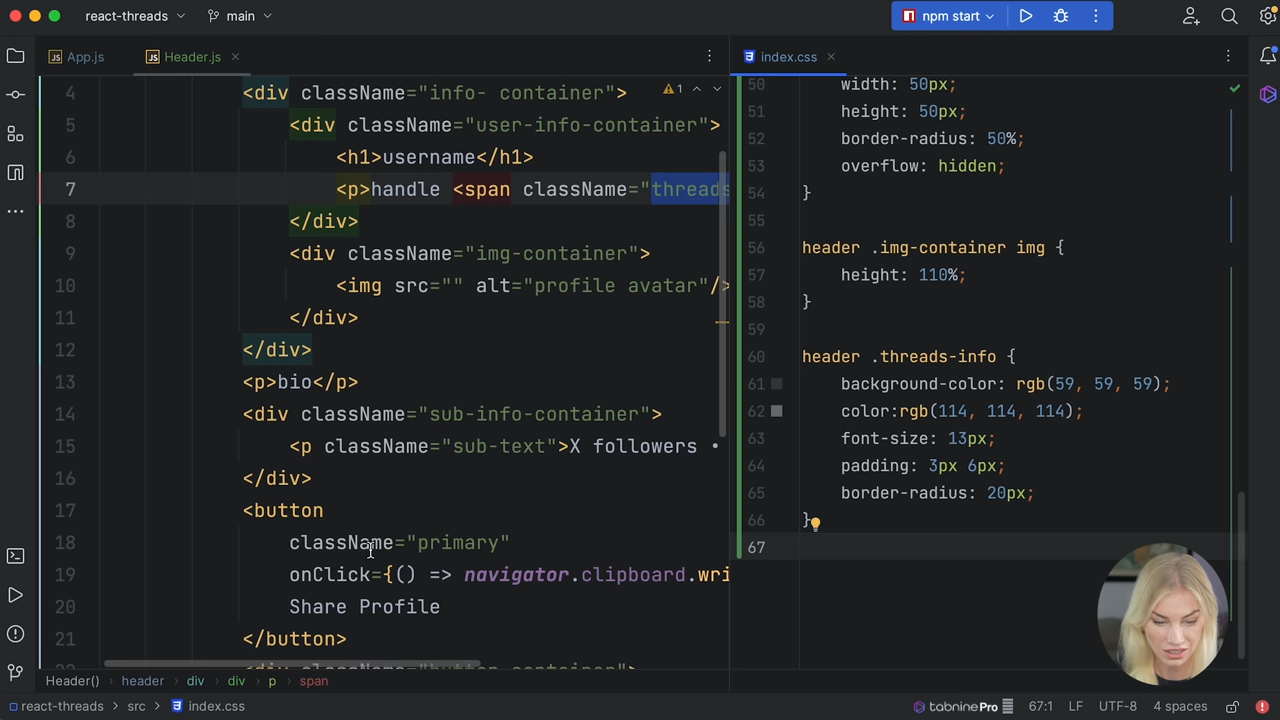 react-threads
main
npm start
App.js
Header.js
index.css
4 <div className="info- container">
1
5 <div className="user-info-container">
6 <h1>username</h1>
7 <p>handle <span className="threads
8 </div>
9 <div className="img-container">
10 <img src="" alt="profile avatar"/>
11 </div>
12 </div>
13 <p>bio</p>
14 <div className="sub-info-container">
15 <p className="sub-text">X followers •
16 </div>
17 <button
18 className="primary"
19 onClick={() => navigator.clipboard.wri
20 Share Profile
21 </button>
22 <div className="button-container">
50 width: 50px;
51 height: 50px;
52 border-radius: 50%;
53 overflow: hidden;
54 }
55
56 header .img-container img {
57 height: 110%;
58 }
59
60 header .threads-info {
61 background-color: rgb(59, 59, 59);
62 color:rgb(114, 114, 114);
63 font-size: 13px;
64 padding: 3px 6px;
65 border-radius: 20px;
66 }
67
Header() header div div p span
react-threads > src > index.css
tabninePro 67:1 LF UTF-8 4 spaces